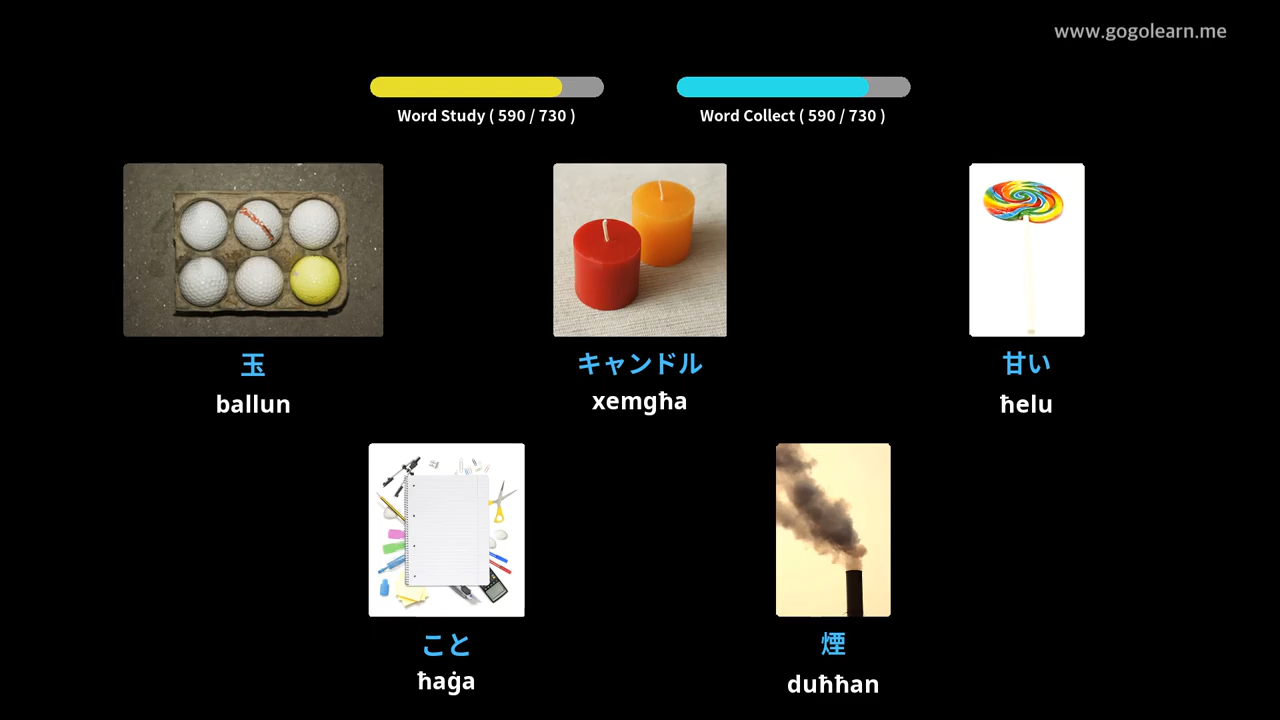 www.gogolearn.me
Word Study ( 590 / 730 )
Word Collect ( 590 / 730 )
玉
ballun
キャンドル
xemgħa
甘い
ħelu
こと
ħaġa
煙
duħħan